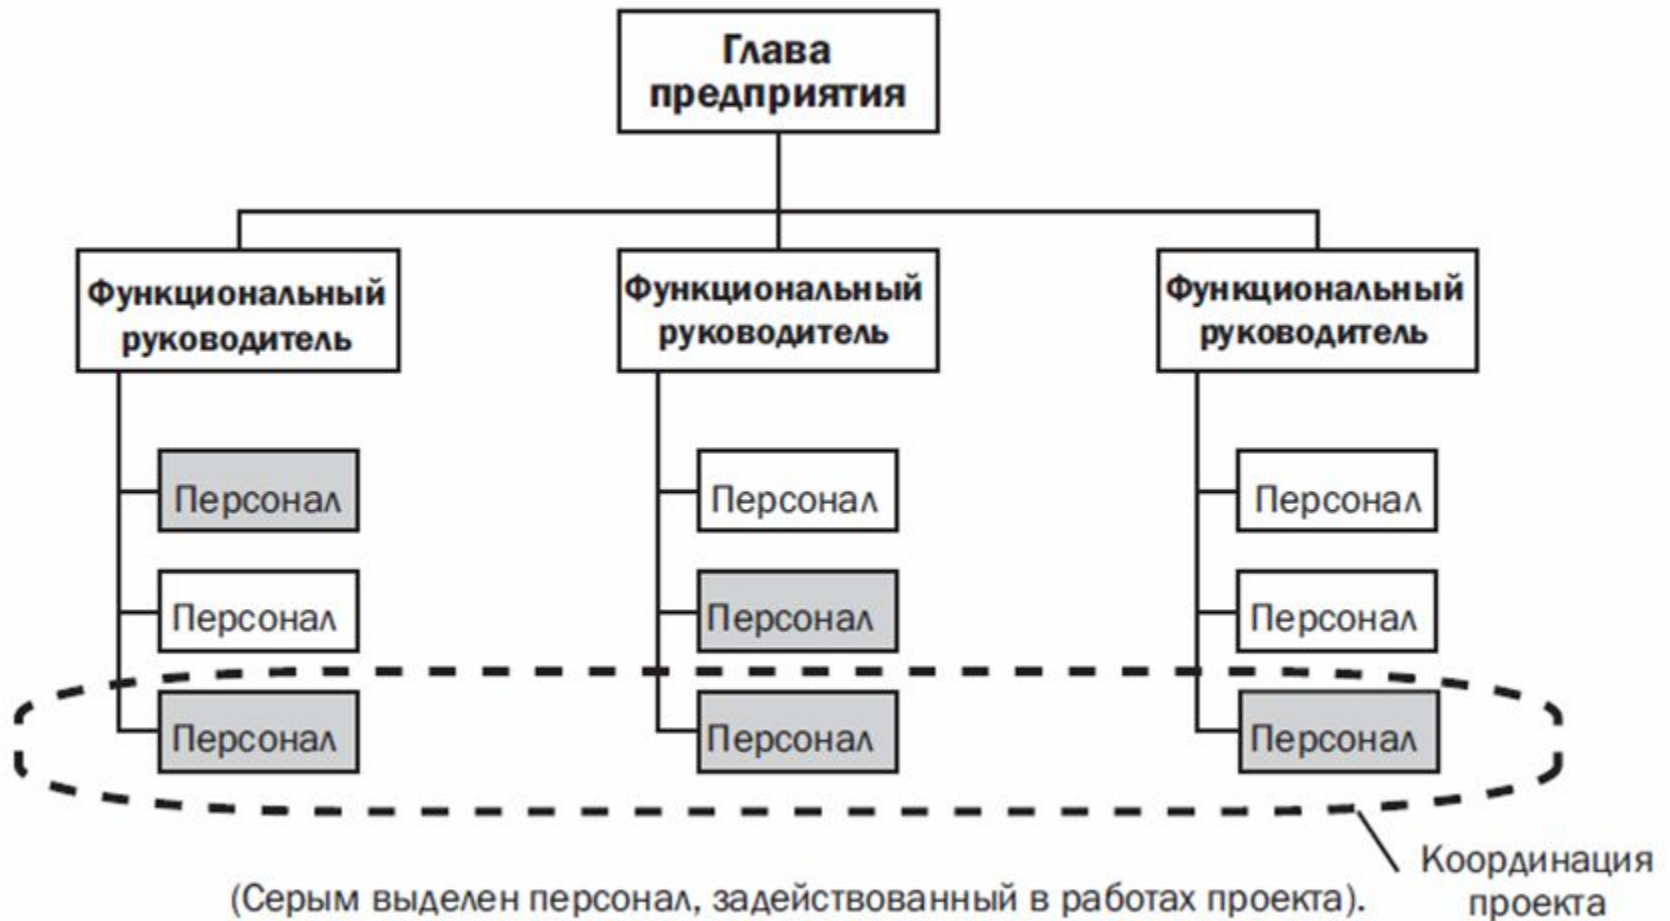 Глава
предприятия
Функциональный
руководитель
Функциональный
руководитель
Функциональный
руководитель
Персонал
Персонал
Персонал
Персонал
Персонал
Персонал
Персонал
Персонал
Персонал
Координация
проекта
(Серым выделен персонал, задействованный в работах проекта).